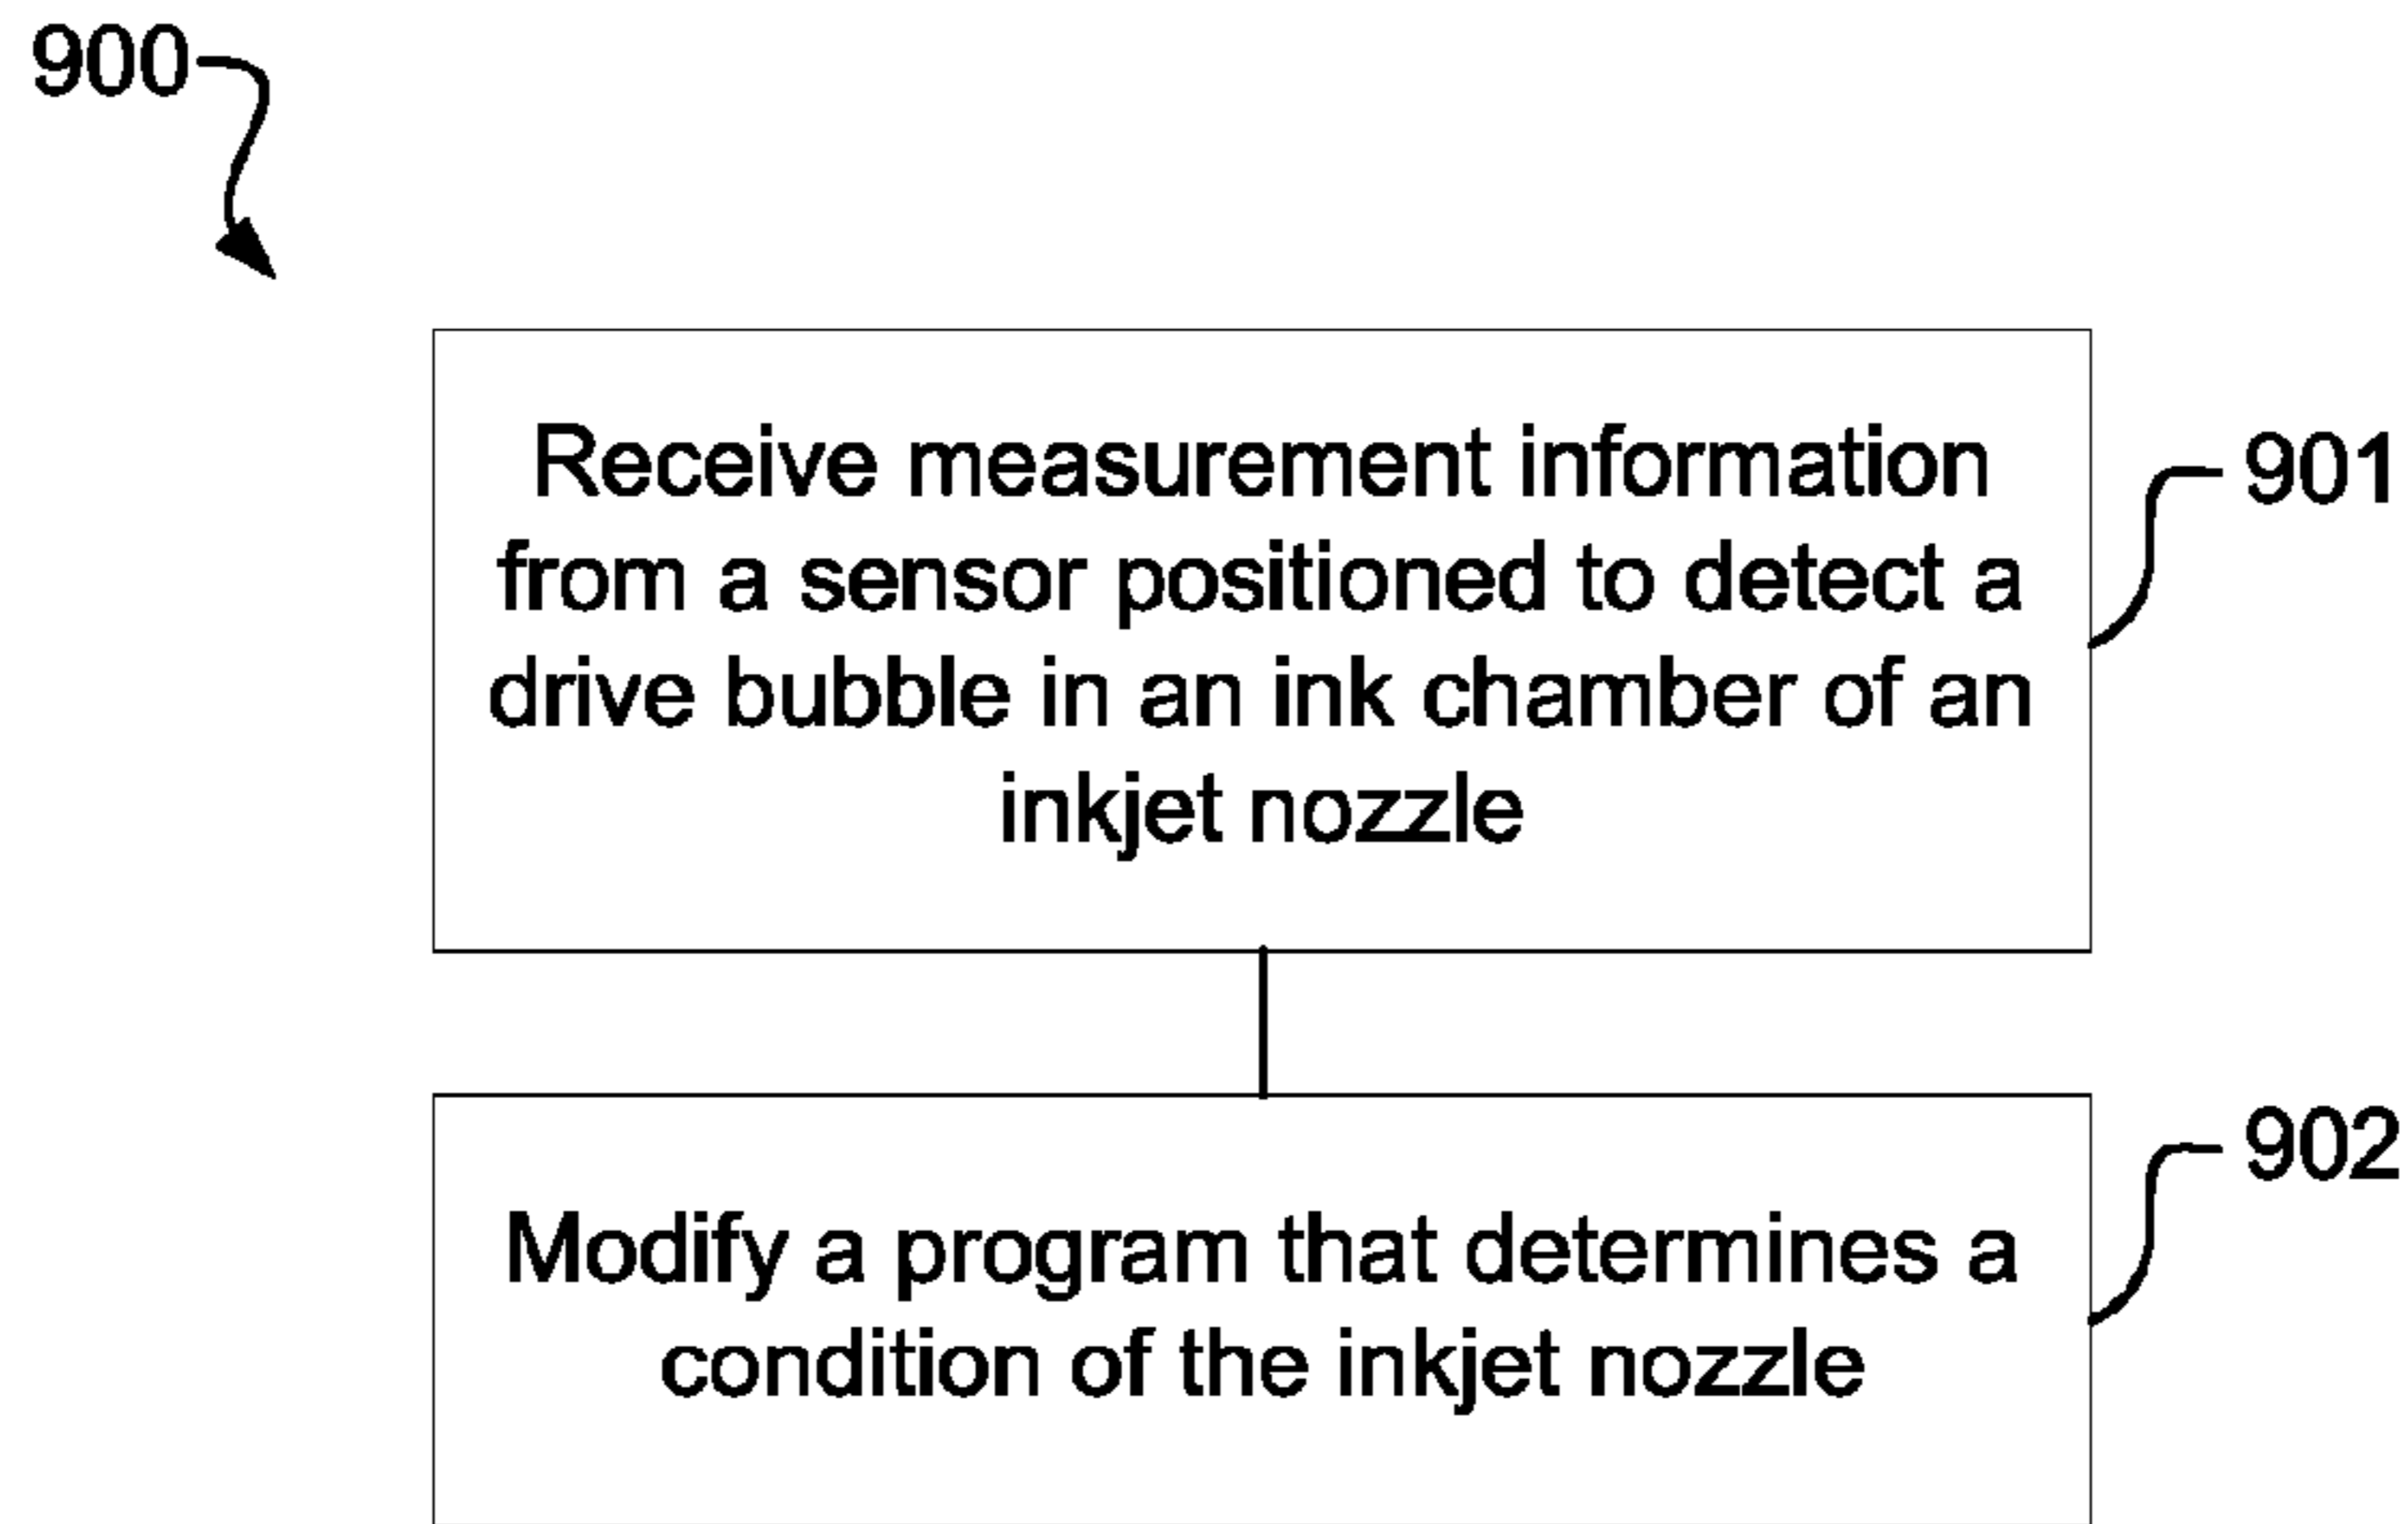 900
Receive measurement information
from a sensor positioned to detect a
drive bubble in an ink chamber of an
inkjet nozzle
901
Modify a program that determines a
condition of the inkjet nozzle
902